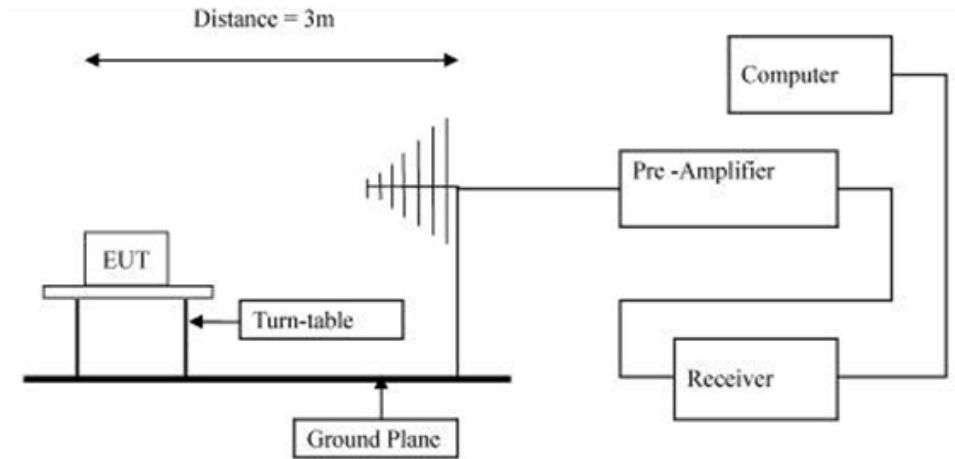 Distance = 3m
Computer
Pre -Amplifier
EUT
Turn-table
Receiver
Ground Plane